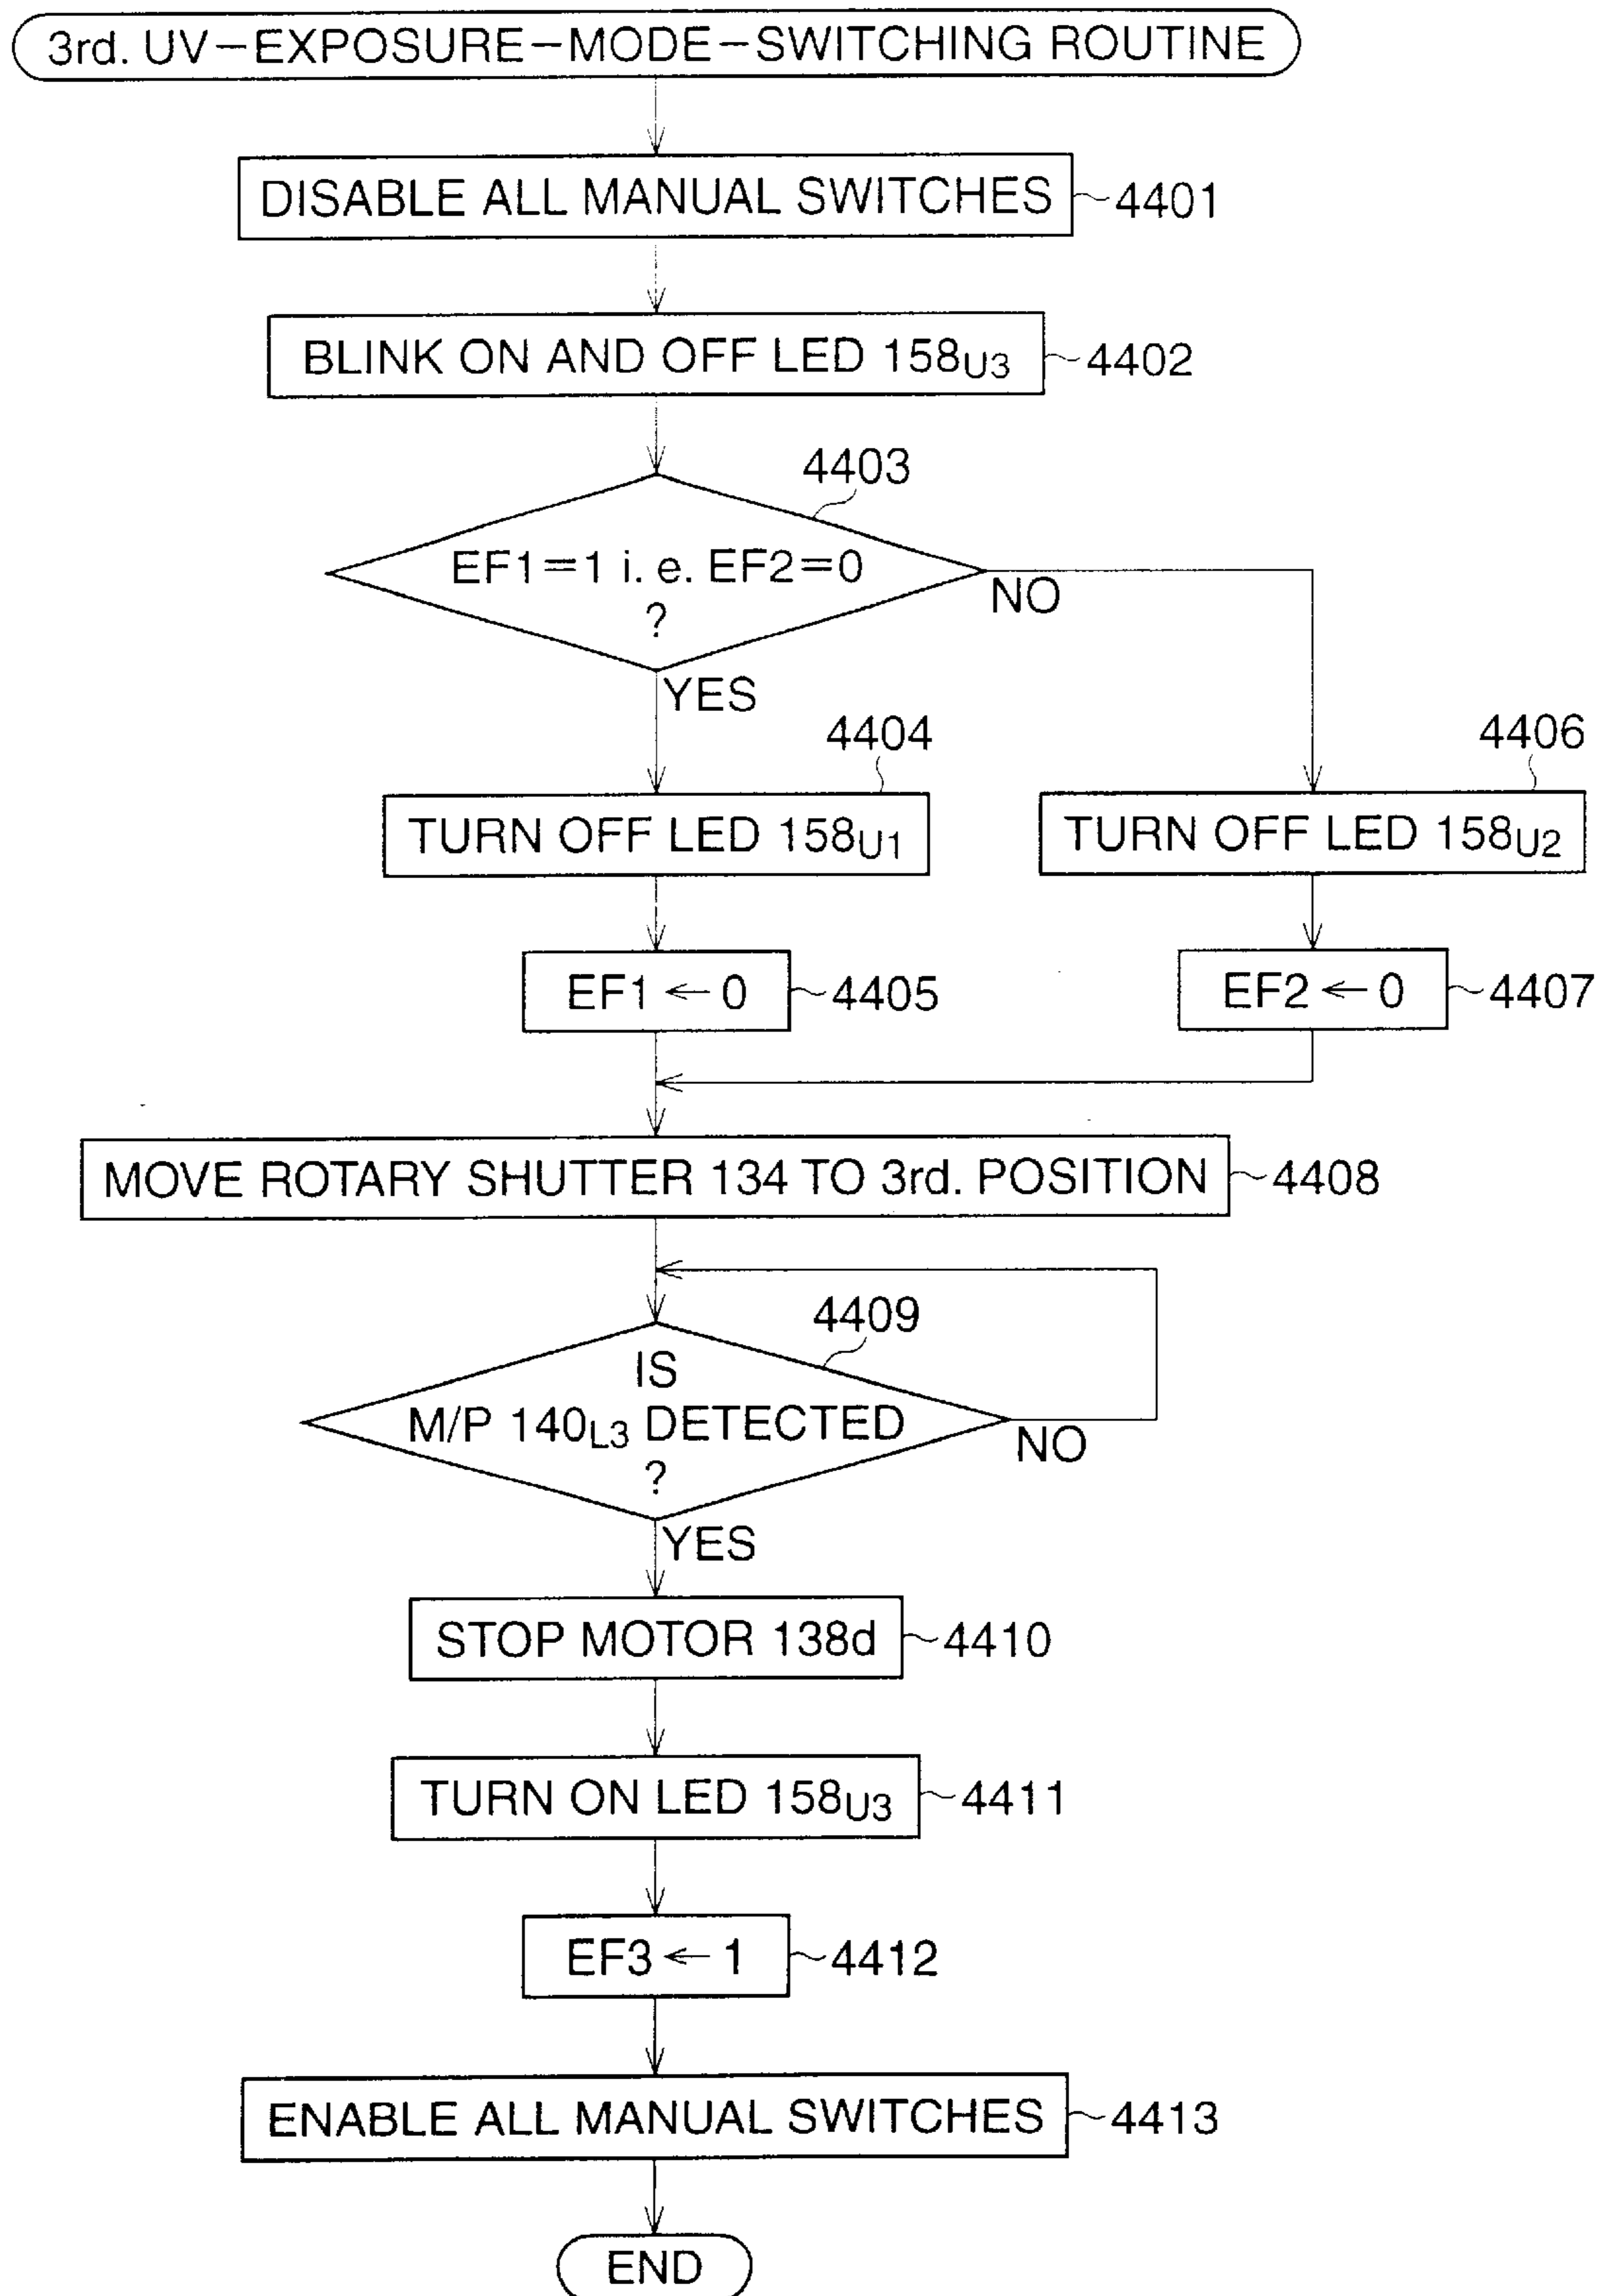 3rd. UV—EXPOSURE—MODE—SWITCHING ROUTINE
DISABLE ALL MANUAL SWITCHES
4401
BLINK ON AND OFF LED 158U3
4402
4403
EF1=1 i. e. EF2=0
?
NO
YES
4404
TURN OFF LED 158U1
4406
TURN OFF LED 158U2
EF1 ← 0
4405
EF2 ← 0
4407
MOVE ROTARY SHUTTER 134 TO 3rd. POSITION
4408
4409
IS
M/P 140L3 DETECTED
?
NO
YES
STOP MOTOR 138d
4410
TURN ON LED 158U3
4411
EF3 ← 1
4412
ENABLE ALL MANUAL SWITCHES
4413
END